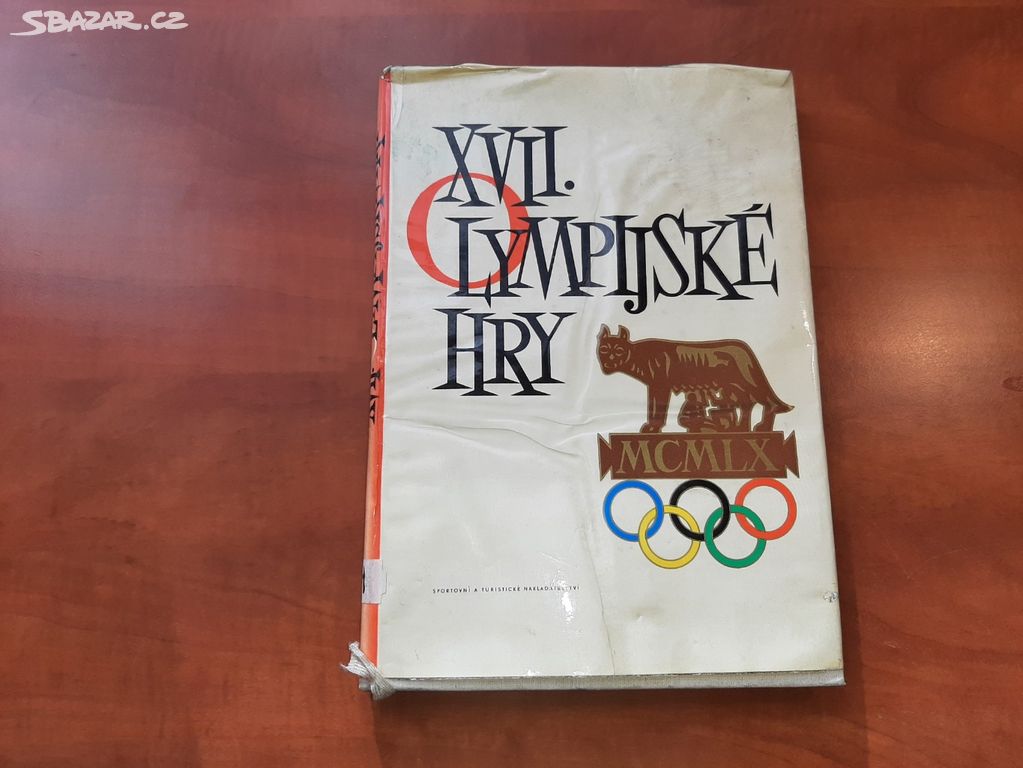 SBAZAR.CZ
XVII.
OLYMPIJSKÉ
HRY
MCMLX
SPORTOVNÍ A TURISTICKÉ NAKLADATELSTVÍ